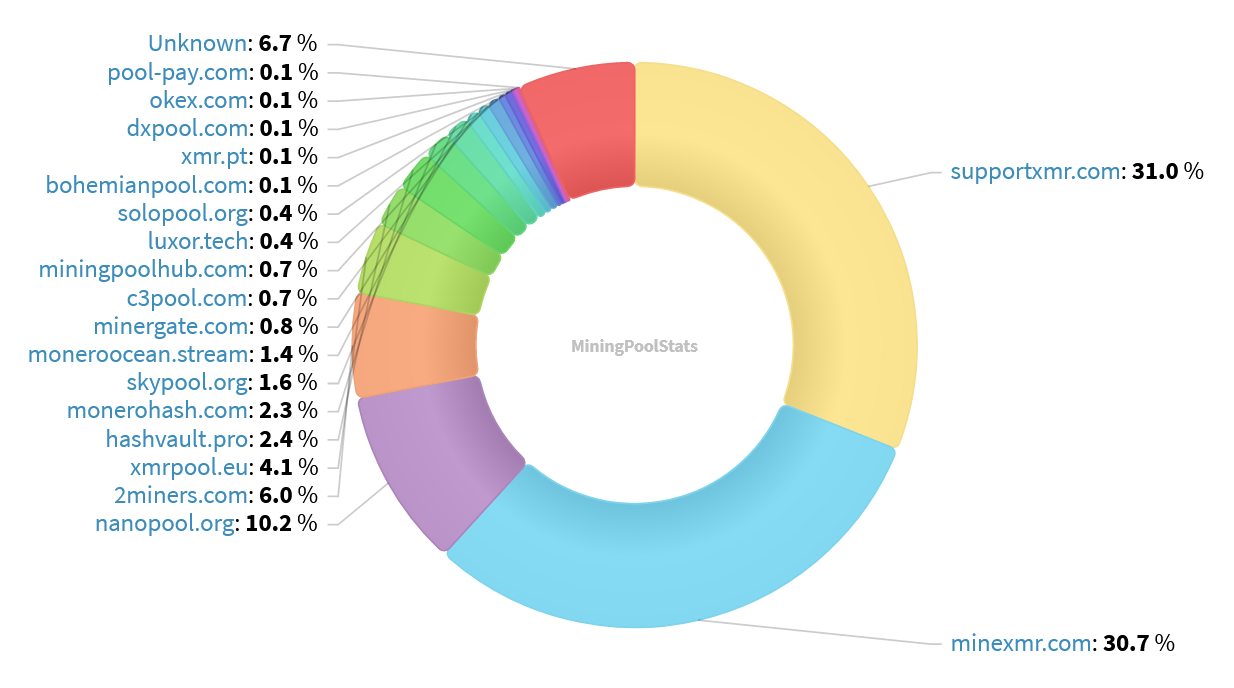 Unknown: 6.7 %
pool-pay.com: 0.1 %
okex.com: 0.1 %
dxpool.com: 0.1 %
xmr.pt: 0.1 %
bohemianpool.com: 0.1 %
solopool.org: 0.4 %
luxor.tech: 0.4 %
miningpoolhub.com: 0.7 %
c3pool.com: 0.7 %
minergate.com: 0.8 %
moneroocean.stream: 1.4 %
skypool.org: 1.6 %
monerohash.com: 2.3 %
hashvault.pro: 2.4 %
xmrpool.eu: 4.1 %
2miners.com: 6.0 %
nanopool.org: 10.2 %
MiningPoolStats
supportxmr.com: 31.0 %
minexmr.com: 30.7 %